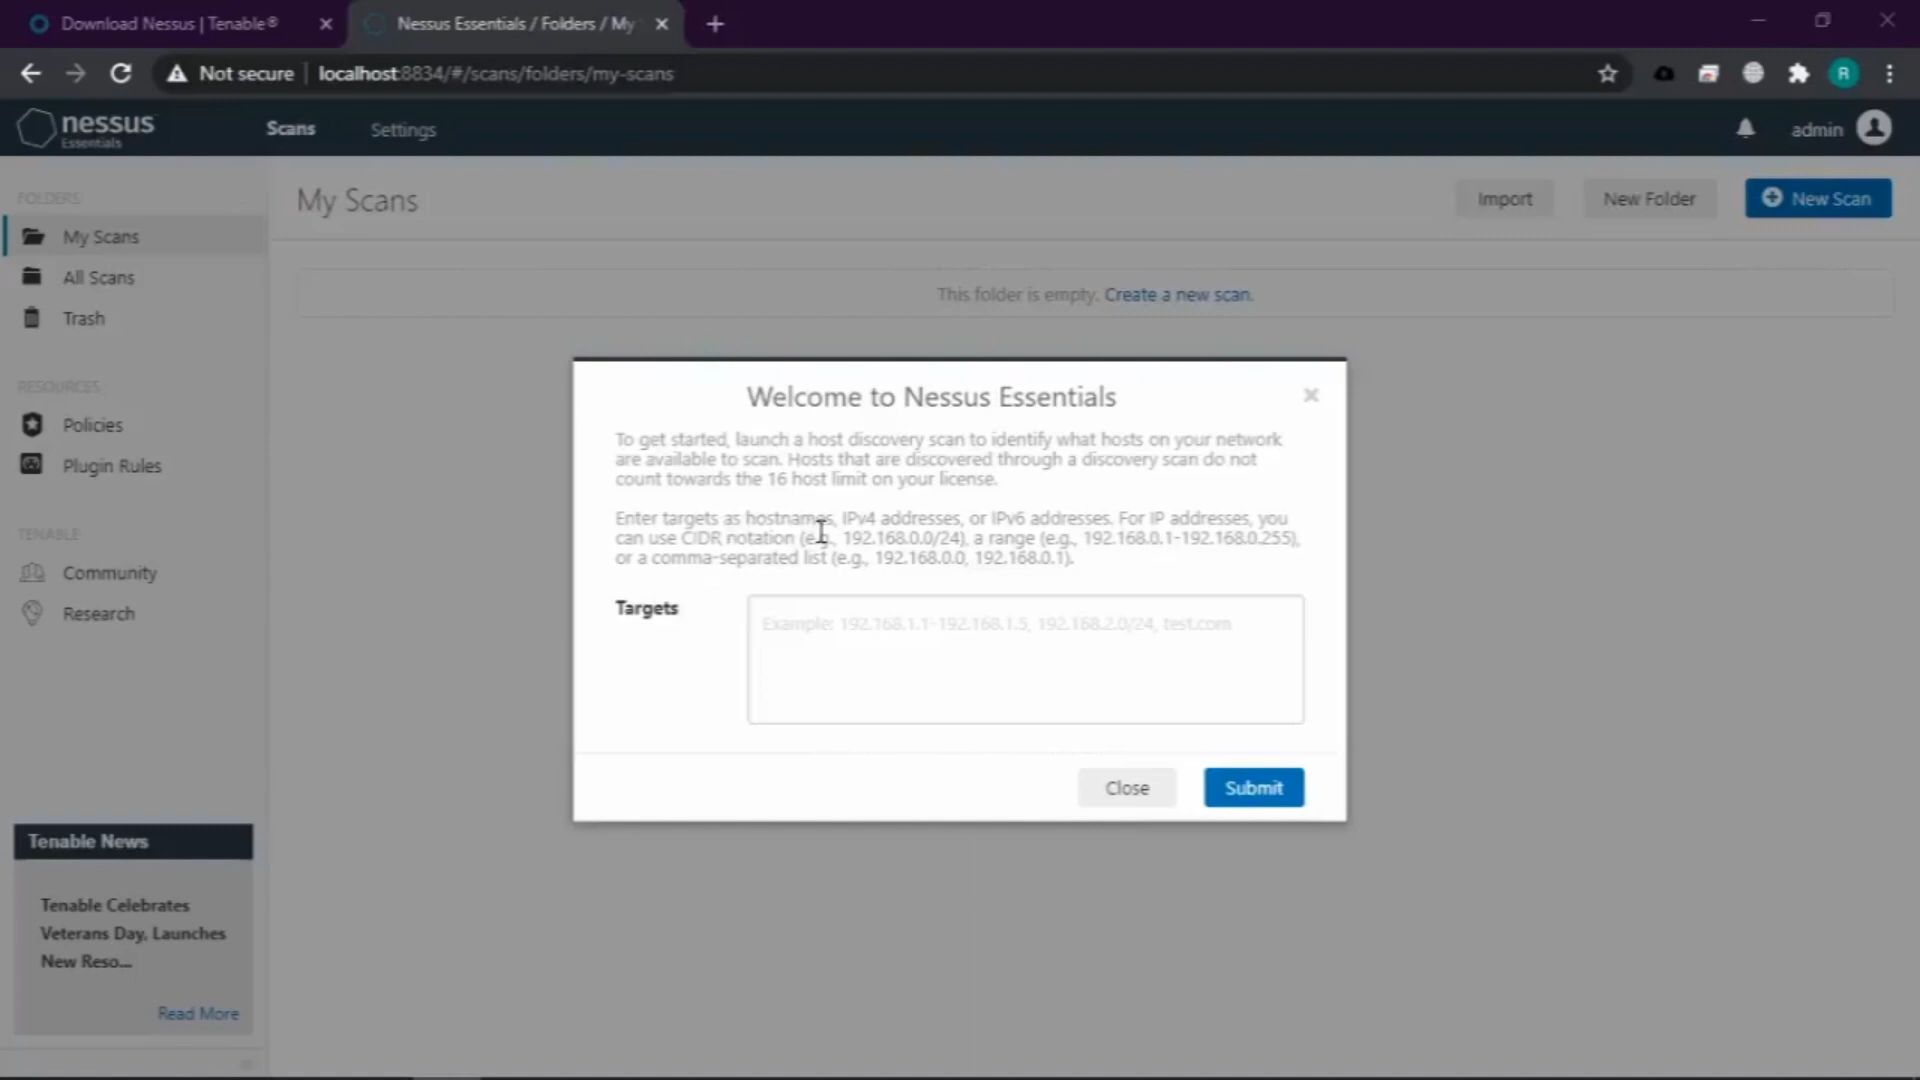 Download Nessus | Tenable®
Nessus Essentials / Folders / My
Not secure
localhost:8834/#/scans/folders/my-scans
R
nessus
Essentials
Scans
Settings
admin
FOLDERS
My Scans
All Scans
Trash
RESOURCES
Policies
Plugin Rules
TENABLE
Community
Research
Tenable News
Tenable Celebrates
Veterans Day, Launches
New Reso...
Read More
My Scans
Import
New Folder
New Scan
This folder is empty. Create a new scan.
Welcome to Nessus Essentials
To get started, launch a host discovery scan to identify what hosts on your network
are available to scan. Hosts that are discovered through a discovery scan do not
count towards the 16 host limit on your license.
Enter targets as hostnames, IPv4 addresses, or IPv6 addresses. For IP addresses, you
can use CIDR notation (e.g., 192.168.0.0/24), a range (e.g., 192.168.0.1-192.168.0.255),
or a comma-separated list (e.g., 192.168.0.0, 192.168.0.1).
Targets
Example: 192.168.1.1-192.168.1.5, 192.168.2.0/24, test.com
Close
Submit